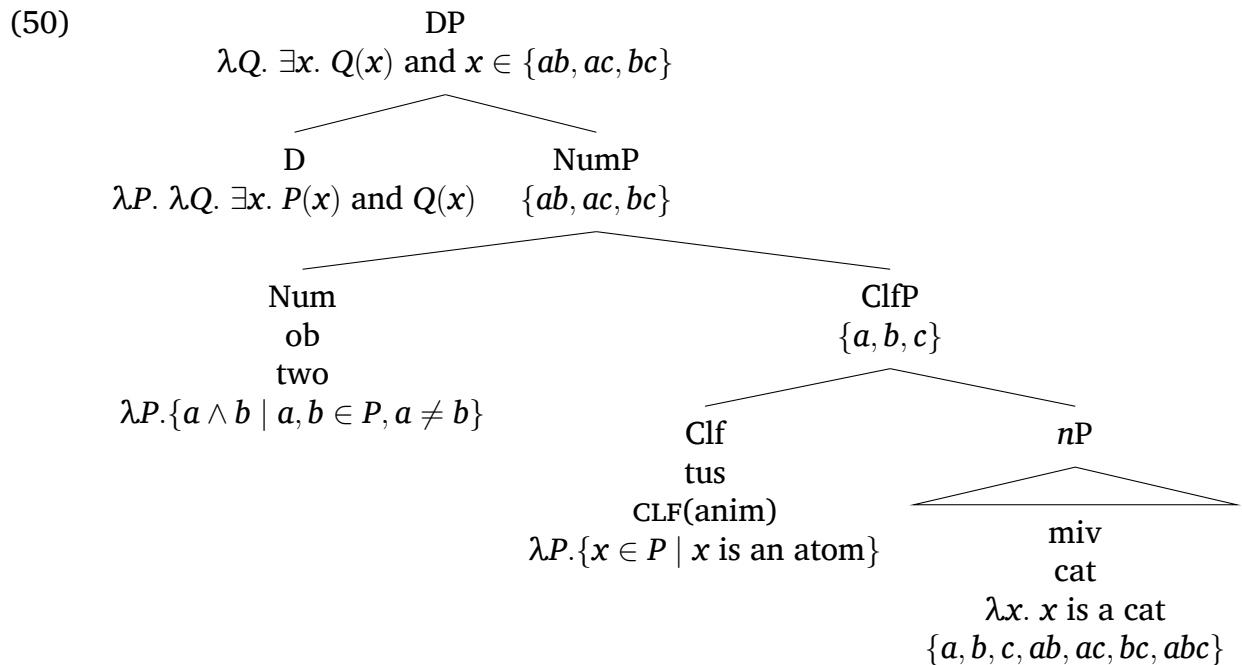 (50)
DP
λQ. ∃x. Q(x) and x ∈ {ab, ac, bc}
D NumP
λP. λQ. ∃x. P(x) and Q(x) {ab, ac, bc}
Num ClfP
ob {a, b, c}
two
λP.{a ∧ b | a, b ∈ P, a ≠ b}
Clf nP
tus
CLF(anim)
λP.{x ∈ P | x is an atom}
miv
cat
λx. x is a cat
{a, b, c, ab, ac, bc, abc}